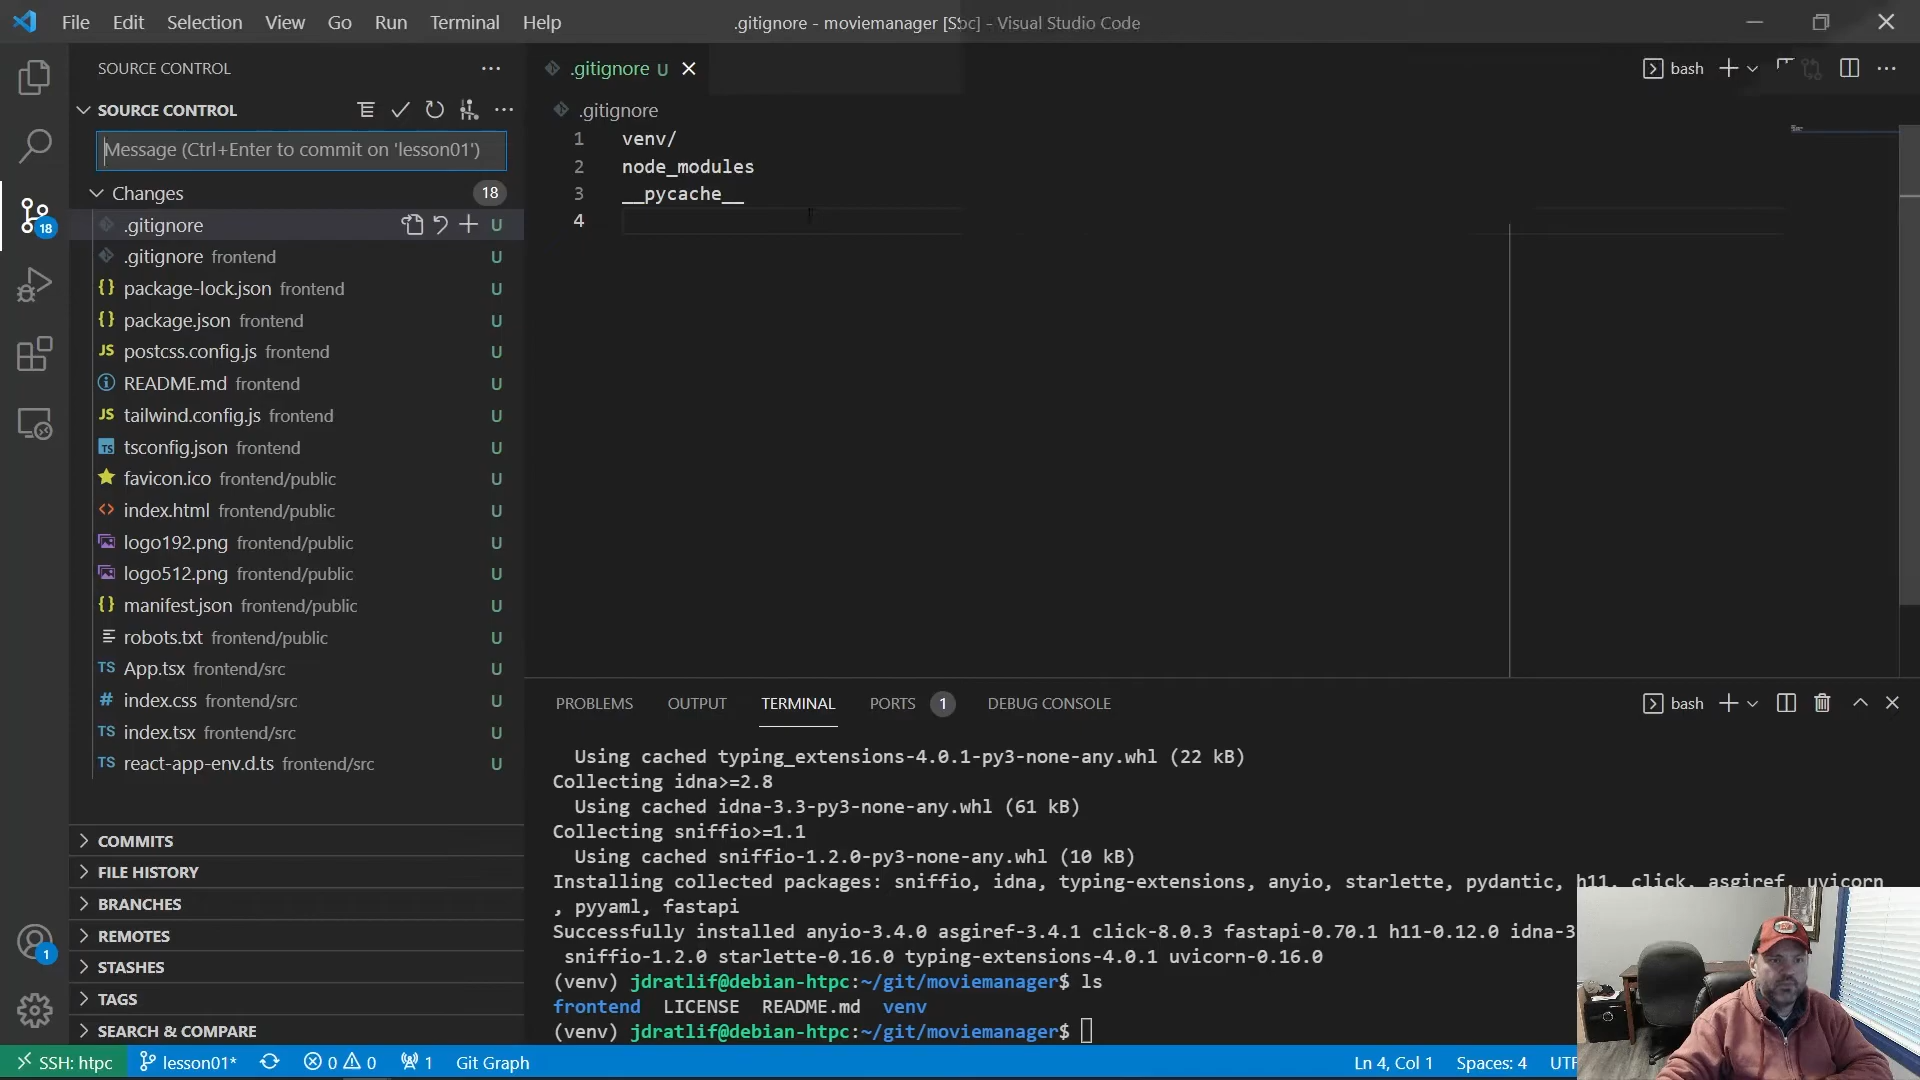 File Edit Selection View Go Run Terminal Help
.gitignore - moviemanager [S
bc] - Visual Studio Code
SOURCE CONTROL
SOURCE CONTROL
Message (Ctrl+Enter to commit on 'lesson01')
Changes 18
18
.gitignore U
.gitignore frontend U
package-lock.json frontend U
package.json frontend U
postcss.config.js frontend U
README.md frontend U
tailwind.config.js frontend U
tsconfig.json frontend U
favicon.ico frontend/public U
index.html frontend/public U
logo192.png frontend/public U
logo512.png frontend/public U
manifest.json frontend/public U
robots.txt frontend/public U
App.tsx frontend/src U
index.css frontend/src U
index.tsx frontend/src U
react-app-env.d.ts frontend/src U
COMMITS
FILE HISTORY
BRANCHES
REMOTES
STASHES
TAGS
SEARCH & COMPARE
1
.gitignore U
bash
.gitignore
1 venv/
2 node_modules
3 __pycache__
4
PROBLEMS OUTPUT TERMINAL PORTS 1 DEBUG CONSOLE
bash
Using cached typing_extensions-4.0.1-py3-none-any.whl (22 kB)
Collecting idna>=2.8
Using cached idna-3.3-py3-none-any.whl (61 kB)
Collecting sniffio>=1.1
Using cached sniffio-1.2.0-py3-none-any.whl (10 kB)
Installing collected packages: sniffio, idna, typing-extensions, anyio, starlette, pydantic, h11, click, asgiref, uvicorn
, pyyaml, fastapi
Successfully installed anyio-3.4.0 asgiref-3.4.1 click-8.0.3 fastapi-0.70.1 h11-0.12.0 idna-3
sniffio-1.2.0 starlette-0.16.0 typing-extensions-4.0.1 uvicorn-0.16.0
(venv) jdratlif@debian-htpc:~/git/moviemanager$ ls
frontend LICENSE README.md venv
(venv) jdratlif@debian-htpc:~/git/moviemanager$
SSH: htpc lesson01* 0 0 1 Git Graph Ln 4, Col 1 Spaces: 4 UTF